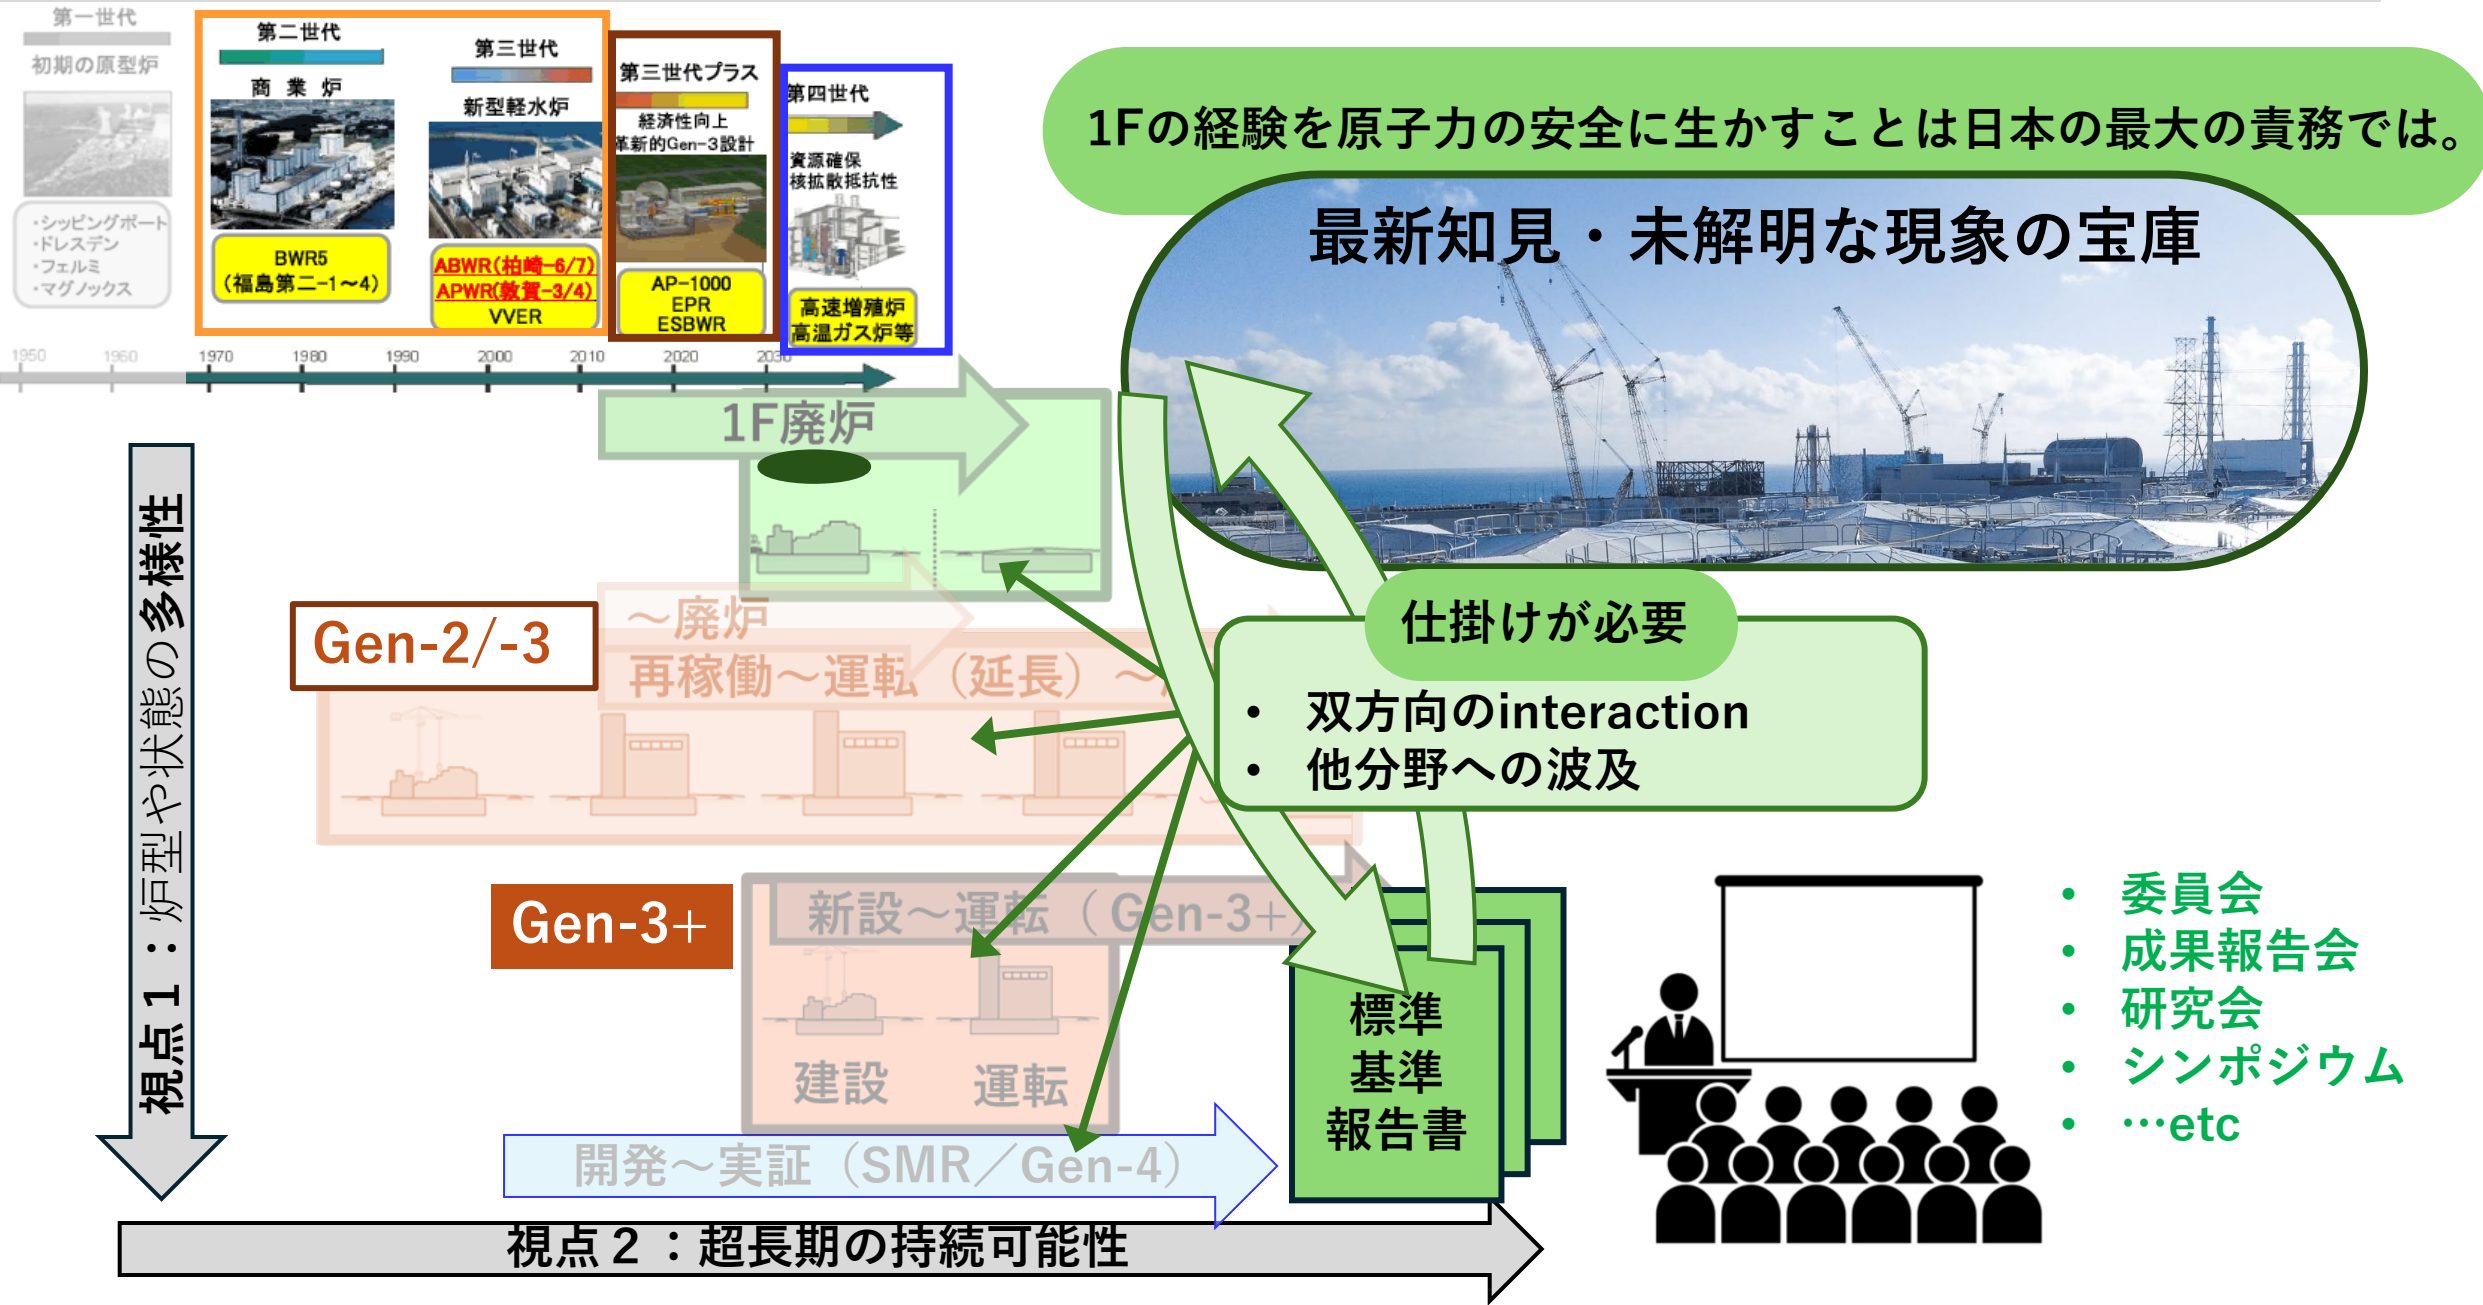 第一世代
初期の原型炉
・シッピングポート
・ドレスデン
・フェルミ
・マグノックス
第二世代
商 業 炉
BWR5
(福島第二-1~4)
第三世代
新型軽水炉
ABWR(柏崎-6/7)
APWR(敦賀-3/4)
VVER
第三世代プラス
経済性向上
革新的Gen-3設計
AP-1000
EPR
ESBWR
第四世代
資源確保
核拡散抵抗性
高速増殖炉
高温ガス炉等
1950 1960 1970 1980 1990 2000 2010 2020 2030
1Fの経験を原子力の安全に生かすことは日本の最大の責務では。
最新知見・未解明な現象の宝庫
1F廃炉
~廃炉
Gen-2/-3
再稼働~運転(延長)~
仕掛けが必要
• 双方向のinteraction
• 他分野への波及
Gen-3+
新設~運転( Gen-3+)
建設 運転
開発~実証(SMR/Gen-4)
標準
基準
報告書
• 委員会
• 成果報告会
• 研究会
• シンポジウム
• …etc
視点1:炉型や状態の多様性
視点2:超長期の持続可能性